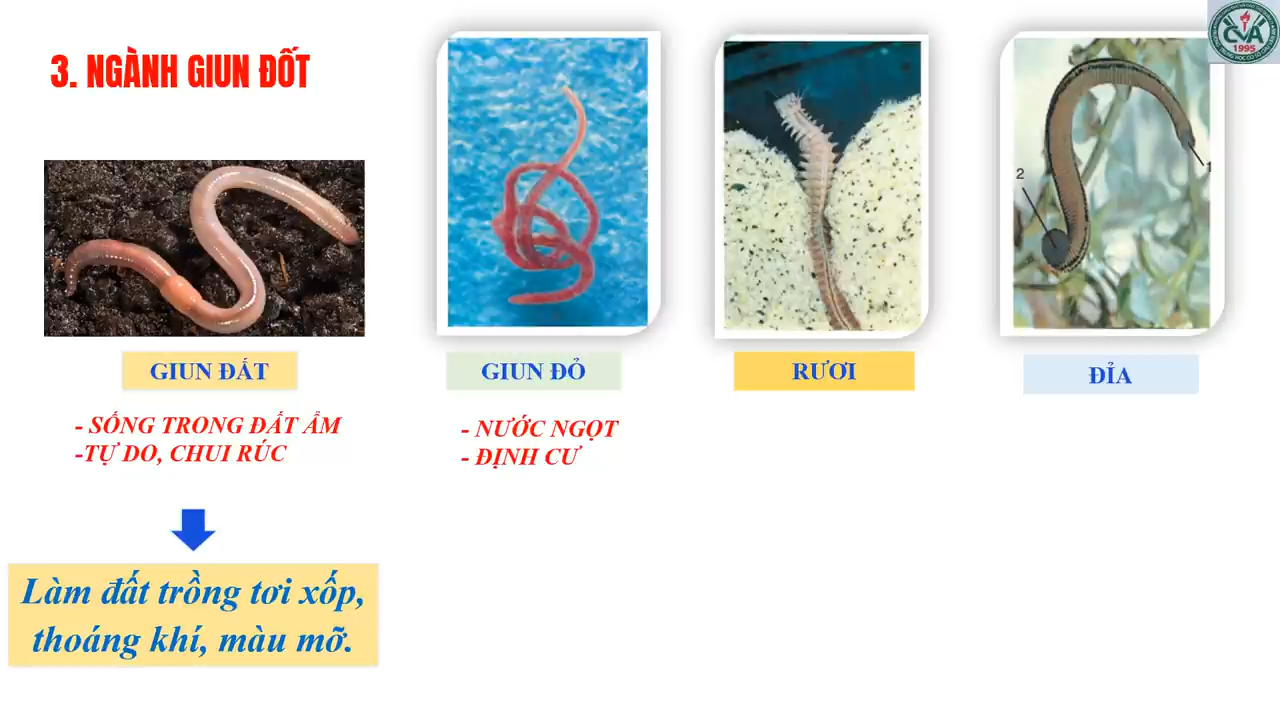 3. NGÀNH GIUN ĐỐT
CVA
1995
2
1
GIUN ĐẤT
GIUN ĐỎ
RƯƠI
ĐỈA
- SỐNG TRONG ĐẤT ẨM
-TỰ DO, CHUI RÚC
- NƯỚC NGỌT
- ĐỊNH CƯ
Làm đất trồng tơi xốp,
thoáng khí, màu mỡ.